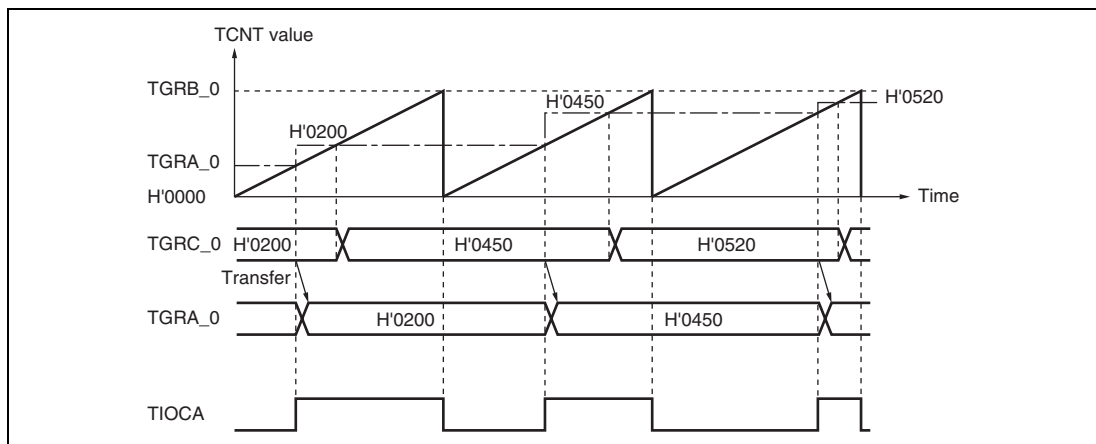 TCNT value
TGRB_0
H'0520
H'0450
H'0200
TGRA_0
H'0000
Time
TGRC_0
H'0200
H'0450
H'0520
Transfer
TGRA_0
H'0200
H'0450
TIOCA